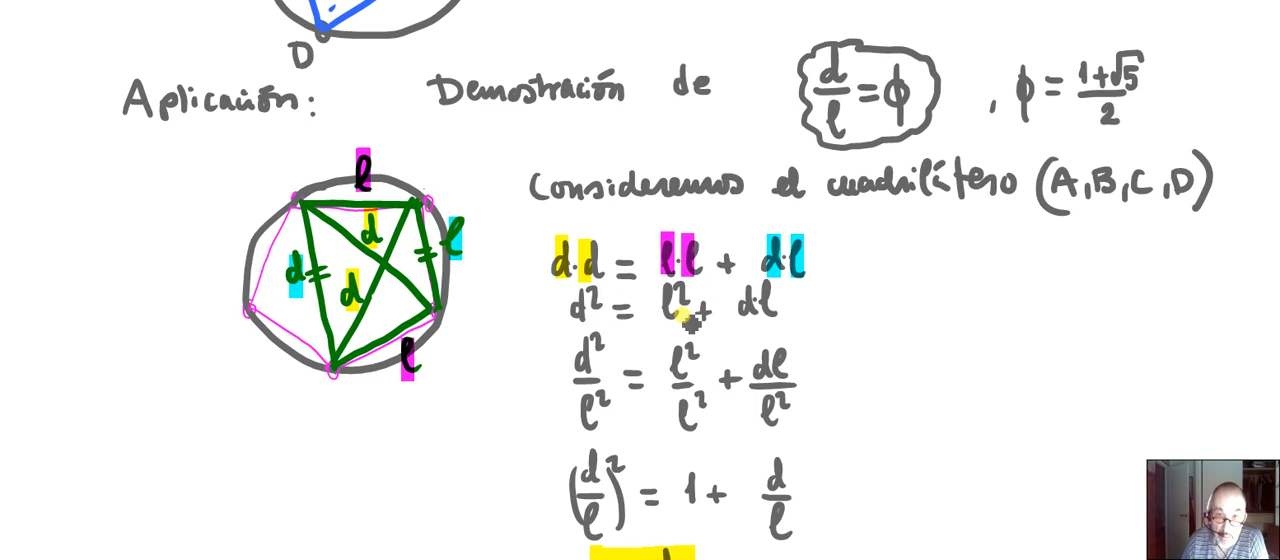 D
Aplicación: Demostración de d/l = ϕ , ϕ = (1+√5)/2
l
Consideremos el cuadrilátero (A,B,C,D)
d
l
d
d
l
d·d = l·l + d·l
d² = l² + d·l
d²/l² = l²/l² + dl/l²
(d/l)² = 1 + d/l